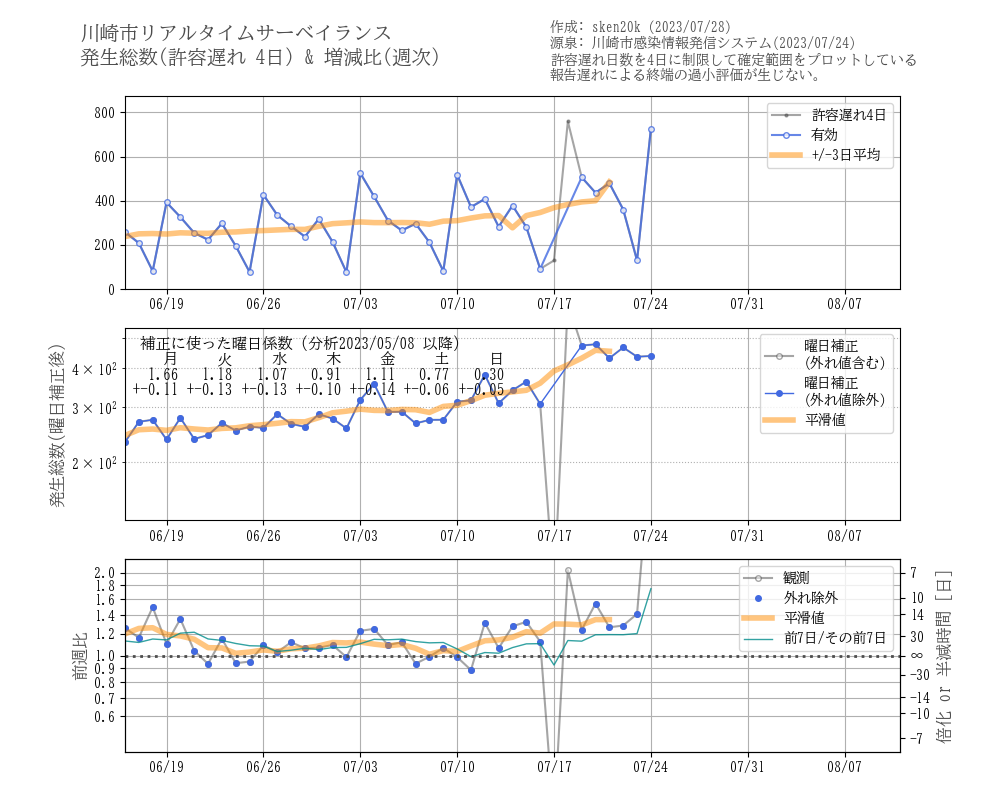 川崎市リアルタイムサーベイランス
発生総数(許容遅れ 4日) & 増減比(週次)
作成: sken20k (2023/07/28)
源泉: 川崎市感染情報発信システム(2023/07/24)
許容遅れ日数を4日に制限して確定範囲をプロットしている
報告遅れによる終端の過小評価が生じない。
800
600
400
200
0
許容遅れ4日
有効
+/-3日平均
06/19 06/26 07/03 07/10 07/17 07/24 07/31 08/07
発生総数(曜日補正後)
4 × 10²
3 × 10²
2 × 10²
補正に使った曜日係数 (分析2023/05/08 以降)
月 火 水 木 金 土 日
1.66 1.18 1.07 0.91 1.11 0.77 0.30
+-0.11 +-0.13 +-0.10 +-0.14 +-0.14 +-0.06 +-0.05
曜日補正
(外れ値含む)
曜日補正
(外れ値除外)
平滑値
06/19 06/26 07/03 07/10 07/17 07/24 07/31 08/07
前週比
2.0
1.8
1.6
1.4
1.2
1.0
0.9
0.8
0.7
0.6
観測
外れ除外
平滑値
前7日/その前7日
7
10
14
30
∞
-30
-14
-10
-7
倍化 or 半減時間 [日]
06/19 06/26 07/03 07/10 07/17 07/24 07/31 08/07